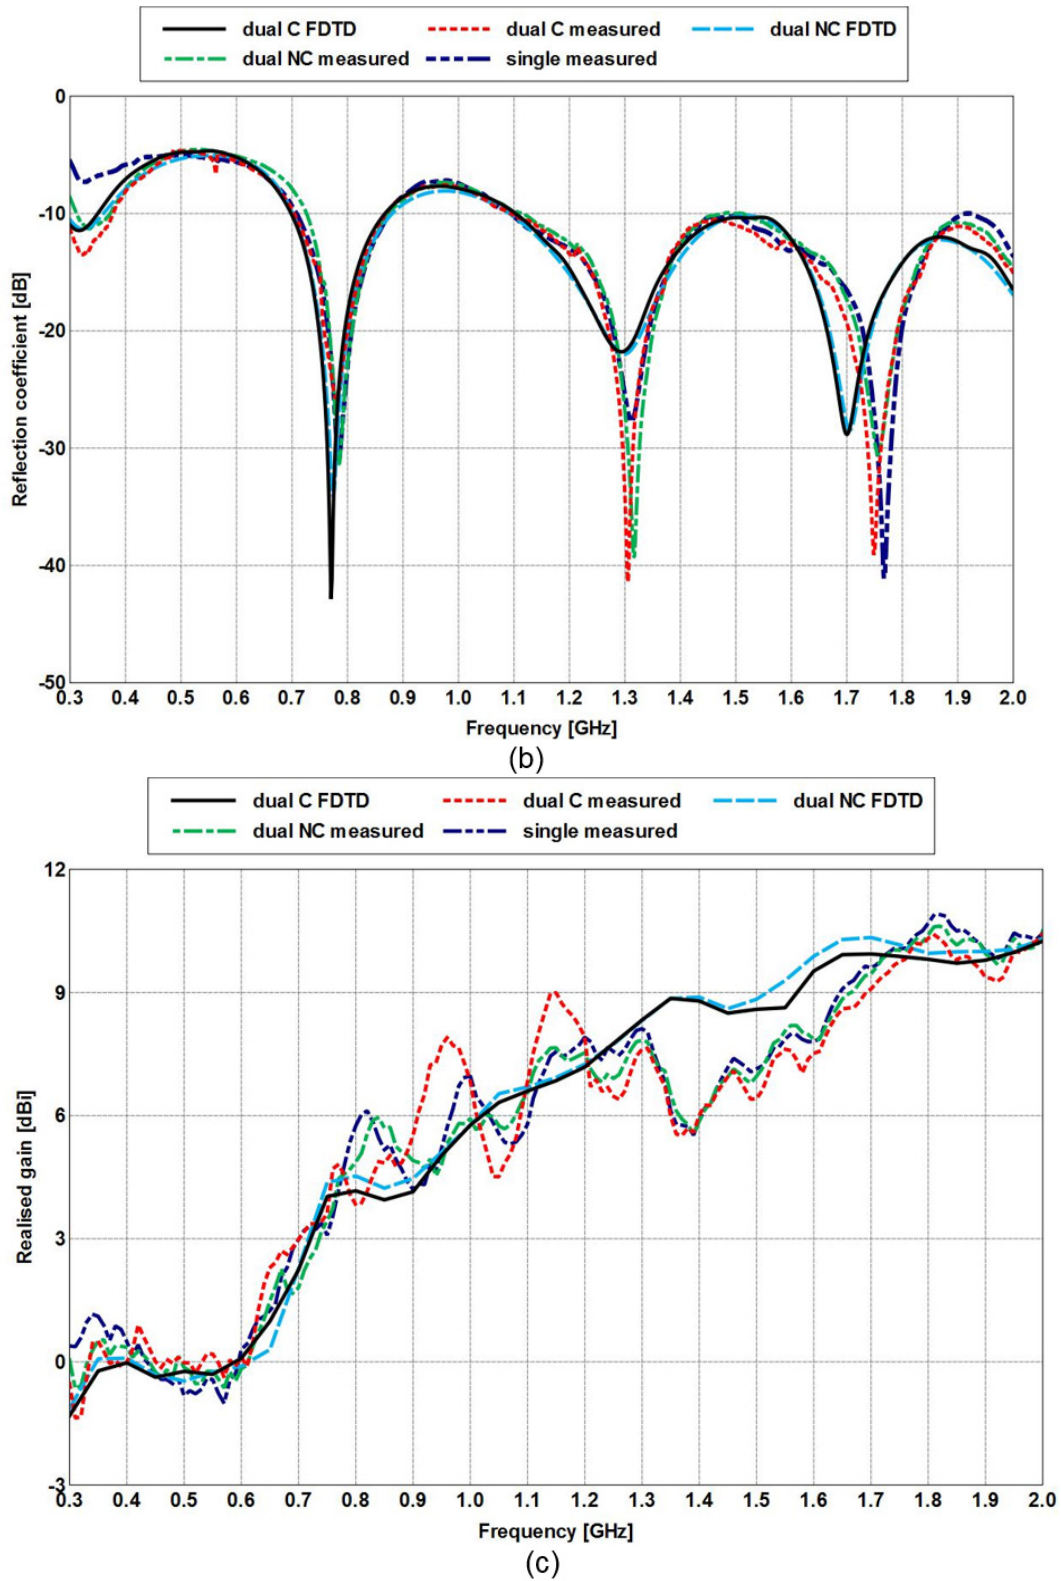 dual C FDTD dual C measured dual NC FDTD
dual NC measured single measured
0
-10
-20
-30
-40
-50
Reflection coefficient [dB]
0.3 0.4 0.5 0.6 0.7 0.8 0.9 1.0 1.1 1.2 1.3 1.4 1.5 1.6 1.7 1.8 1.9 2.0
Frequency [GHz]
(b)
dual C FDTD dual C measured dual NC FDTD
dual NC measured single measured
12
9
6
3
0
-3
Realised gain [dBi]
0.3 0.4 0.5 0.6 0.7 0.8 0.9 1.0 1.1 1.2 1.3 1.4 1.5 1.6 1.7 1.8 1.9 2.0
Frequency [GHz]
(c)